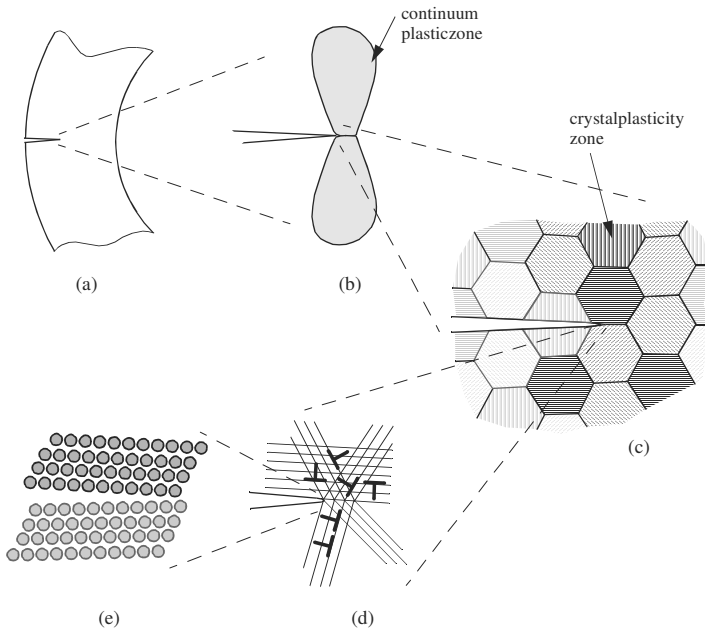 continuum
plasticzone
crystalplasticity
zone
(a)
(b)
(c)
(e)
(d)